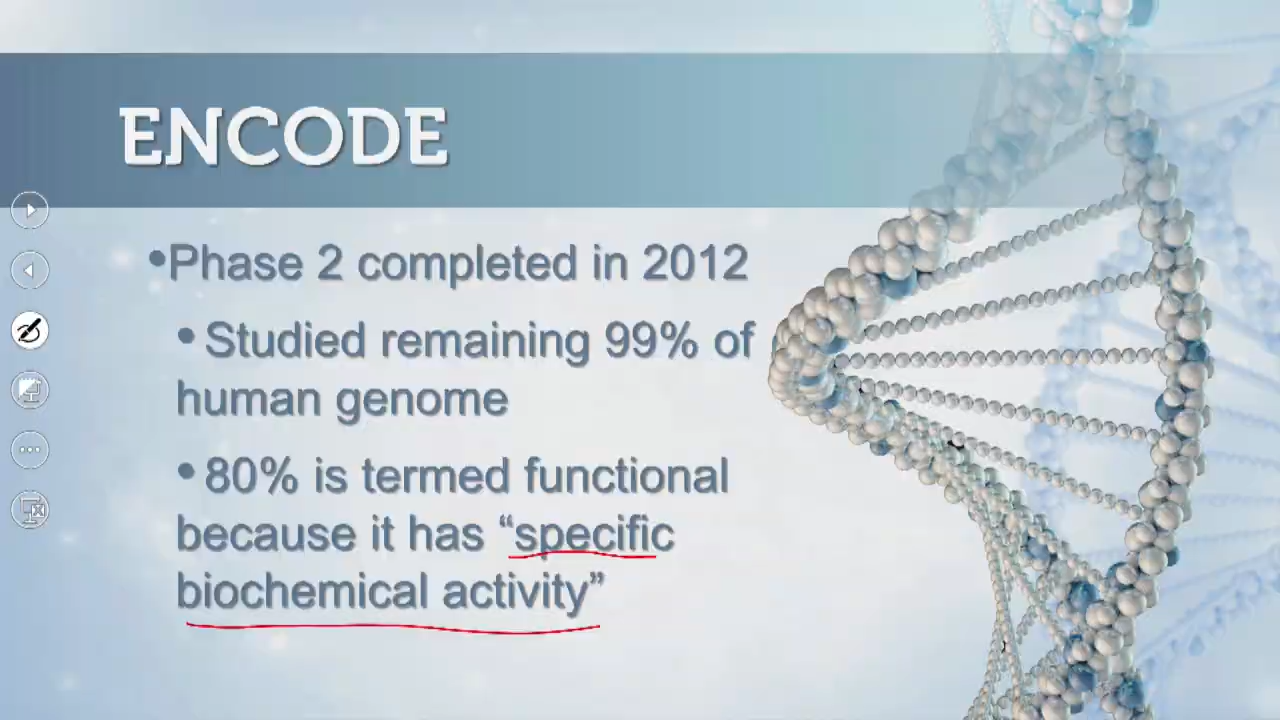 ENCODE
•Phase 2 completed in 2012
• Studied remaining 99% of
human genome
• 80% is termed functional
because it has “specific
biochemical activity”